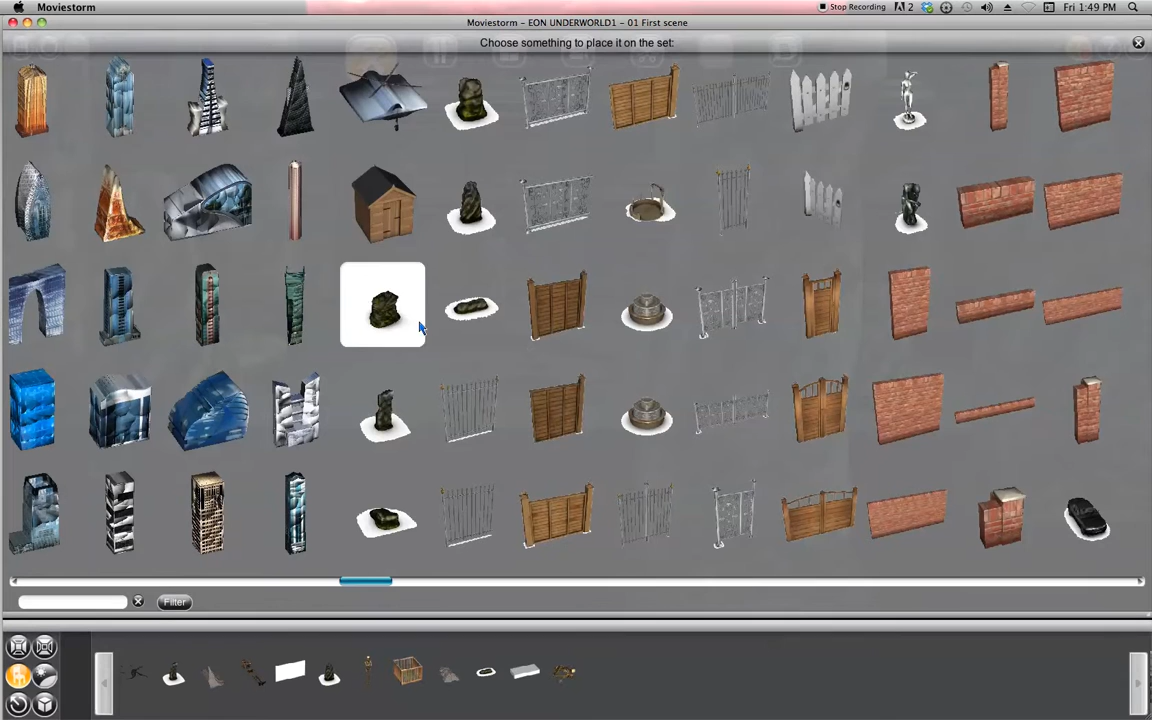 Moviestorm
Stop Recording
2
Fri 1:49 PM
Moviestorm – EON UNDERWORLD1 – 01 First scene
Choose something to place it on the set:
Filter